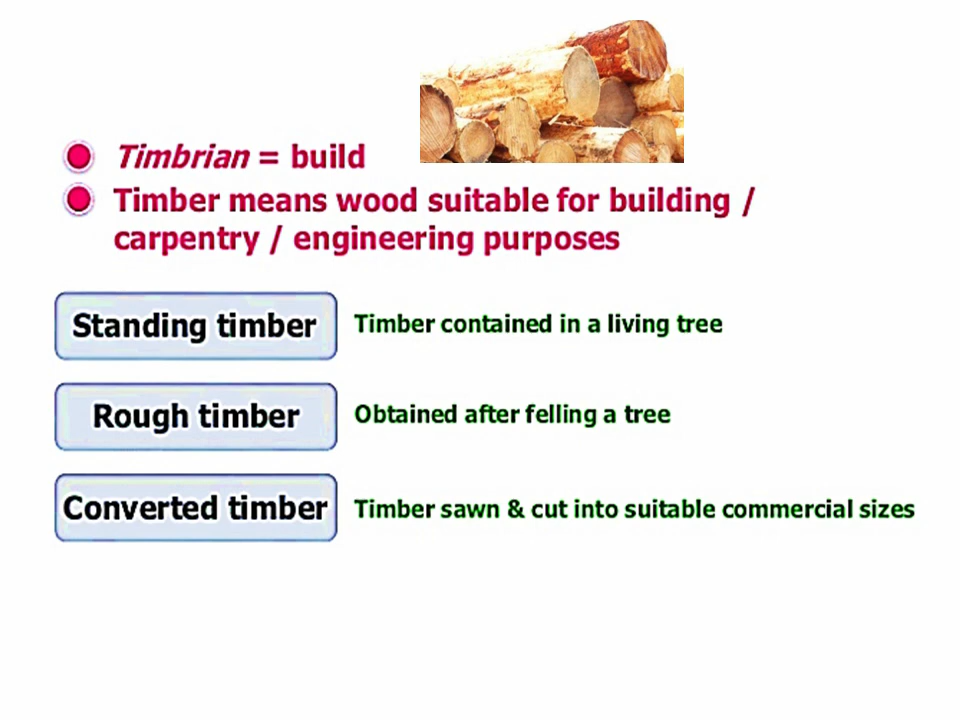 Timbrian = build
Timber means wood suitable for building /
carpentry / engineering purposes
Standing timber Timber contained in a living tree
Rough timber Obtained after felling a tree
Converted timber Timber sawn & cut into suitable commercial sizes